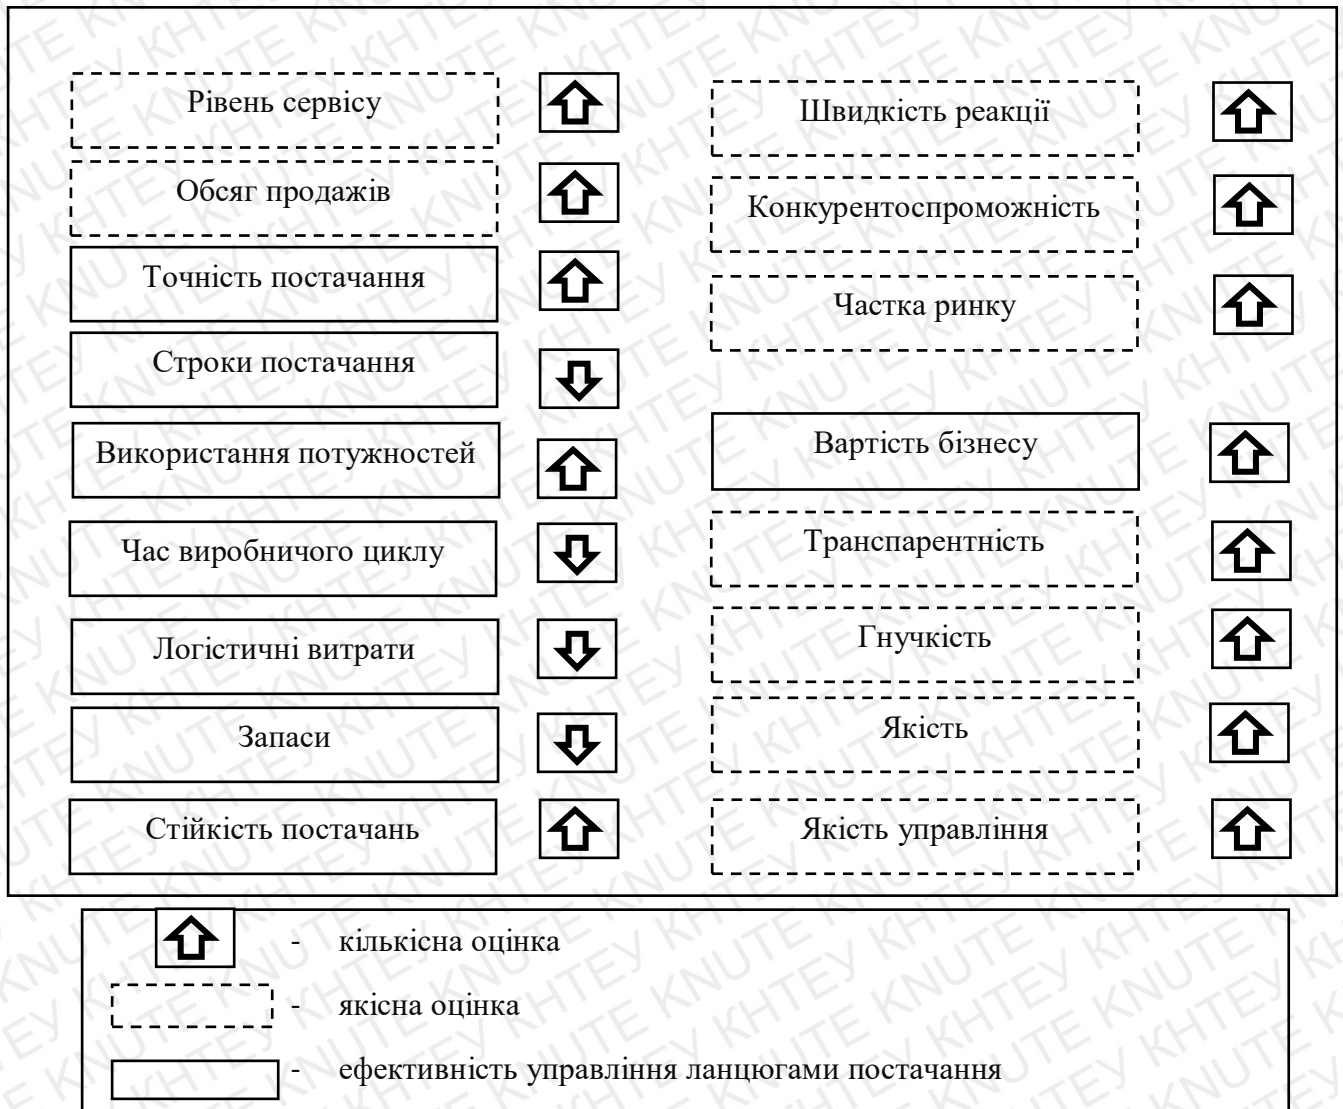 Рівень сервісу
Обсяг продажів
Точність постачання
Строки постачання
Використання потужностей
Час виробничого циклу
Логістичні витрати
Запаси
Стійкість постачань
Швидкість реакції
Конкурентоспроможність
Частка ринку
Вартість бізнесу
Транспарентність
Гнучкість
Якість
Якість управління
- кількісна оцінка
- якісна оцінка
- ефективність управління ланцюгами постачання